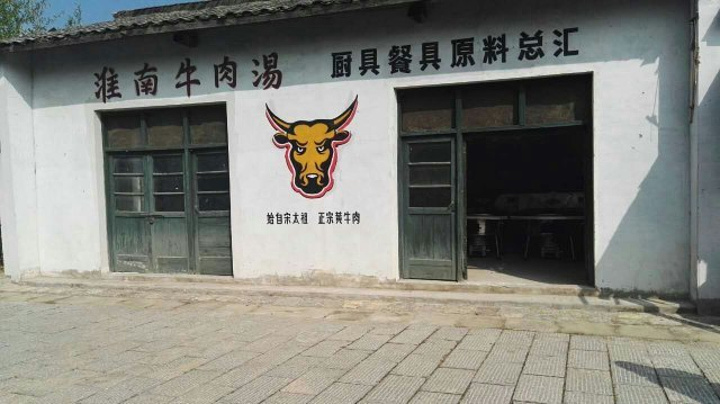 淮南牛肉汤
厨具餐具原料总汇
始自宋太祖 正宗黄牛肉